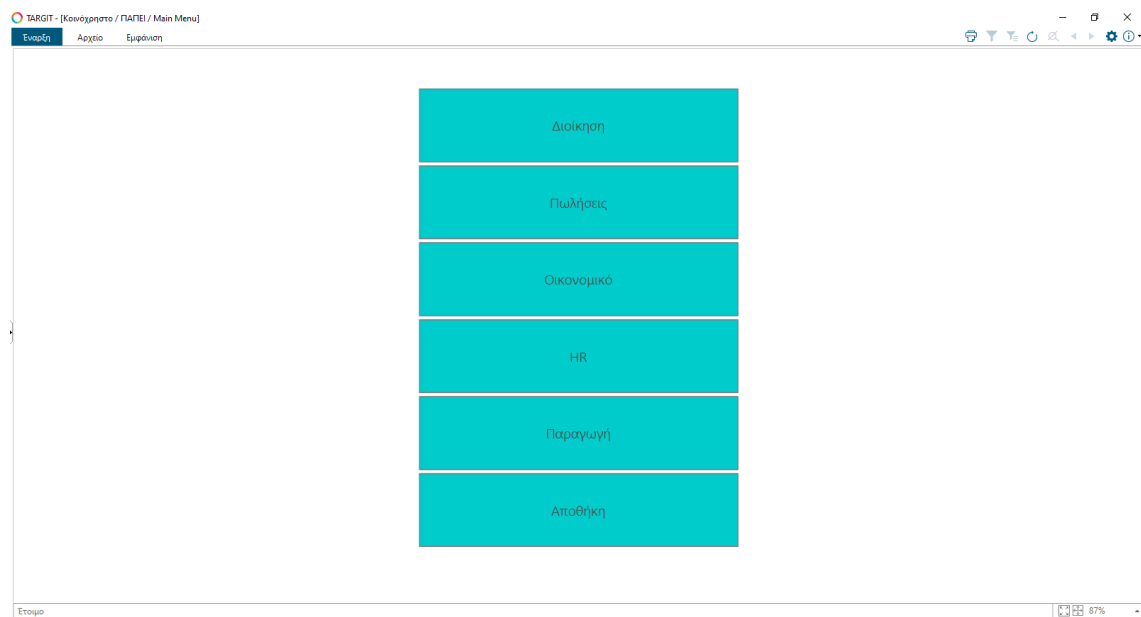 TARGIT - [Κοινόχρηστο / ΠΑΠΕΙ / Main Menu]
Έναρξη Αρχείο Εμφάνιση
Διοίκηση
Πωλήσεις
Οικονομικό
HR
Παραγωγή
Αποθήκη
Έτοιμο 87%